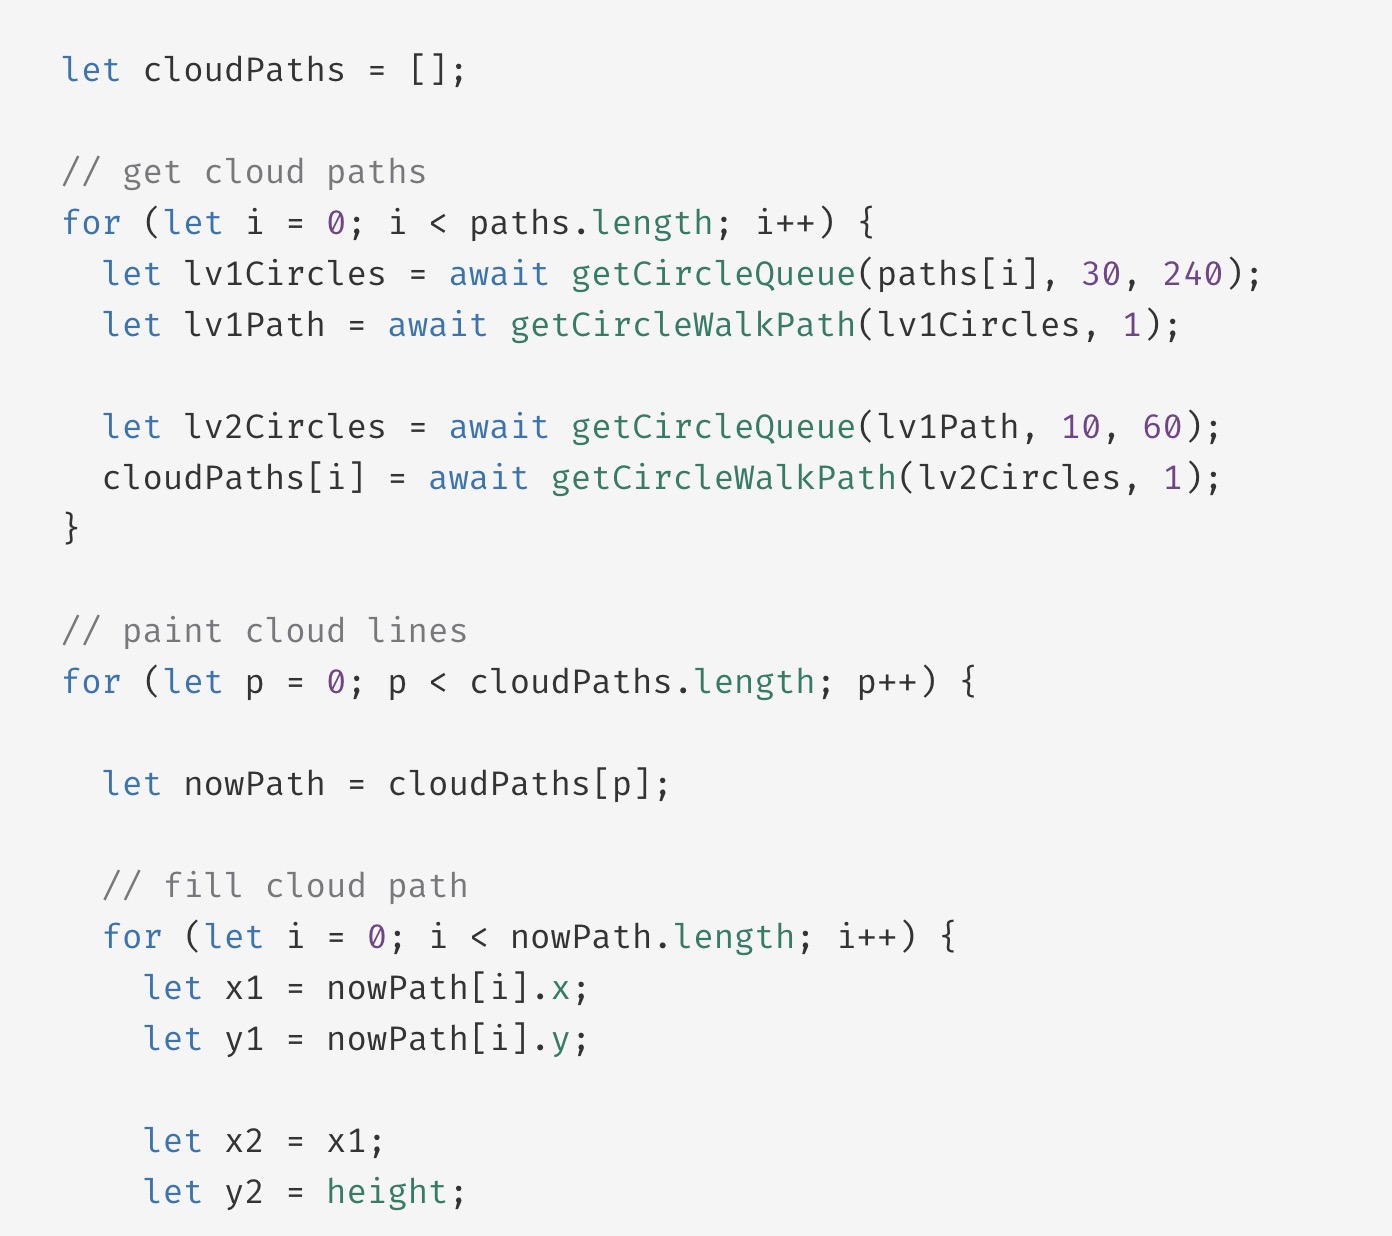 let cloudPaths = [];

// get cloud paths
for (let i = 0; i < paths.length; i++) {
  let lv1Circles = await getCircleQueue(paths[i], 30, 240);
  let lv1Path = await getCircleWalkPath(lv1Circles, 1);

  let lv2Circles = await getCircleQueue(lv1Path, 10, 60);
  cloudPaths[i] = await getCircleWalkPath(lv2Circles, 1);
}

// paint cloud lines
for (let p = 0; p < cloudPaths.length; p++) {

  let nowPath = cloudPaths[p];

  // fill cloud path
  for (let i = 0; i < nowPath.length; i++) {
    let x1 = nowPath[i].x;
    let y1 = nowPath[i].y;

    let x2 = x1;
    let y2 = height;